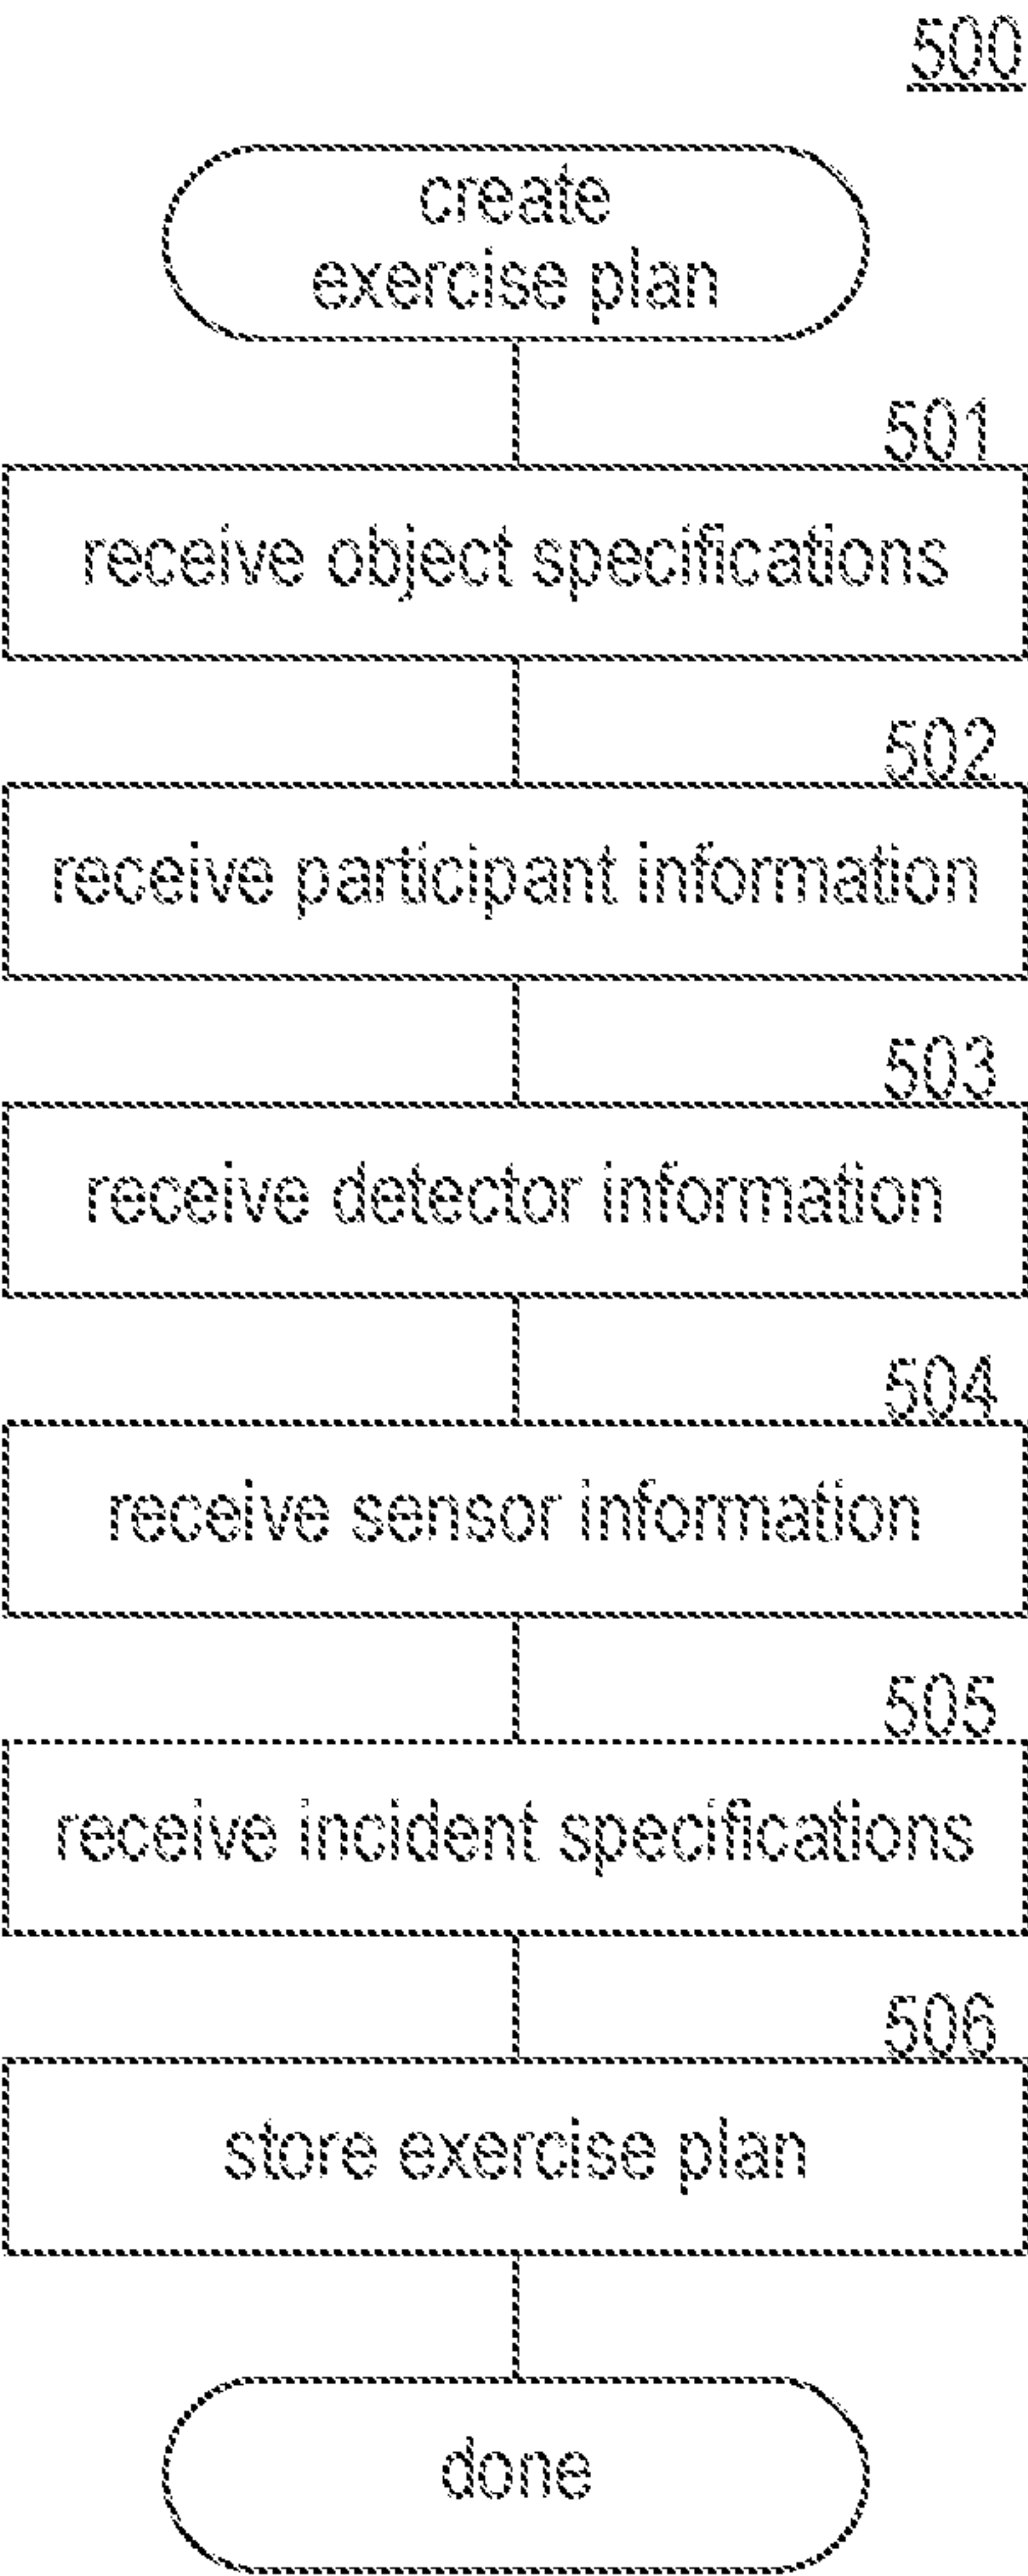 500
create
exercise plan
501
receive object specifications
502
receive participant information
503
receive detector information
504
receive sensor information
505
receive incident specifications
506
store exercise plan
done